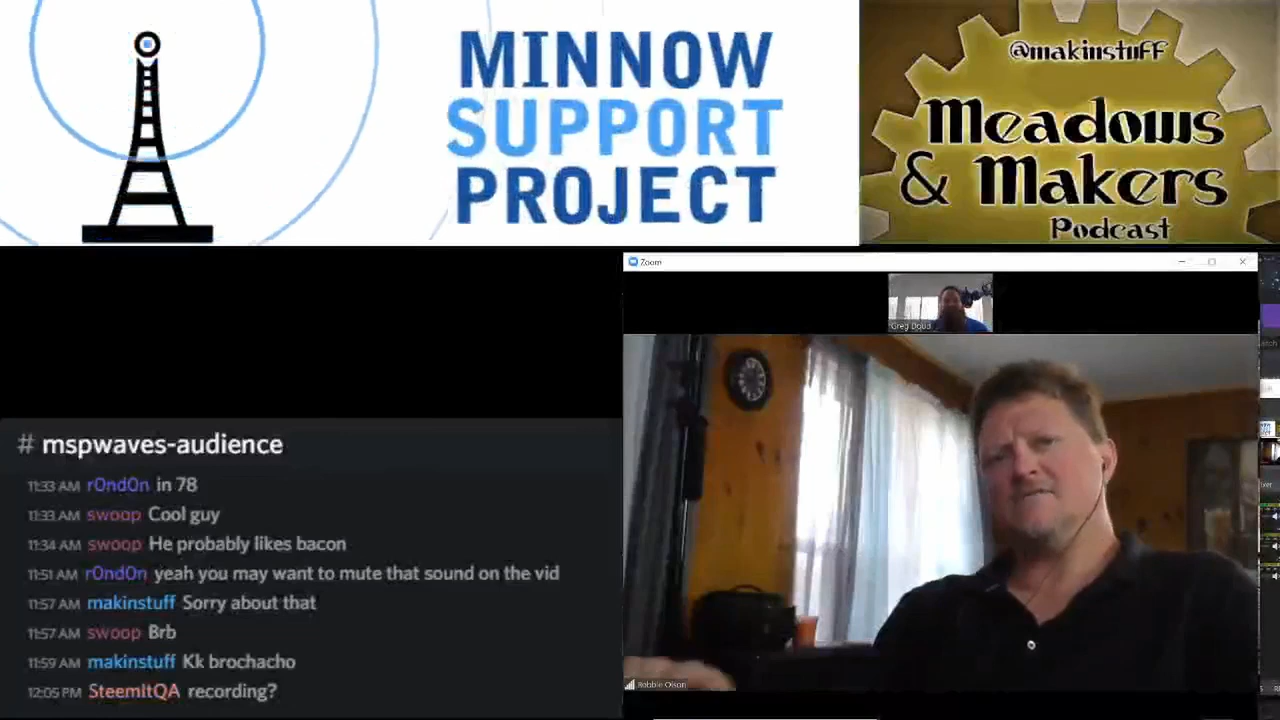 MINNOW
SUPPORT
PROJECT
@makinstuff
Meadows
& Makers
Podcast
Zoom
Greg Doud
# mspwaves-audience
11:33 AM r0nd0n in 78
11:33 AM swoop Cool guy
11:34 AM swoop He probably likes bacon
11:51 AM r0nd0n yeah you may want to mute that sound on the vid
11:57 AM makinstuff Sorry about that
11:57 AM swoop Brb
11:59 AM makinstuff Kk brochacho
12:05 PM SteemItQA recording?
Robbie Olson